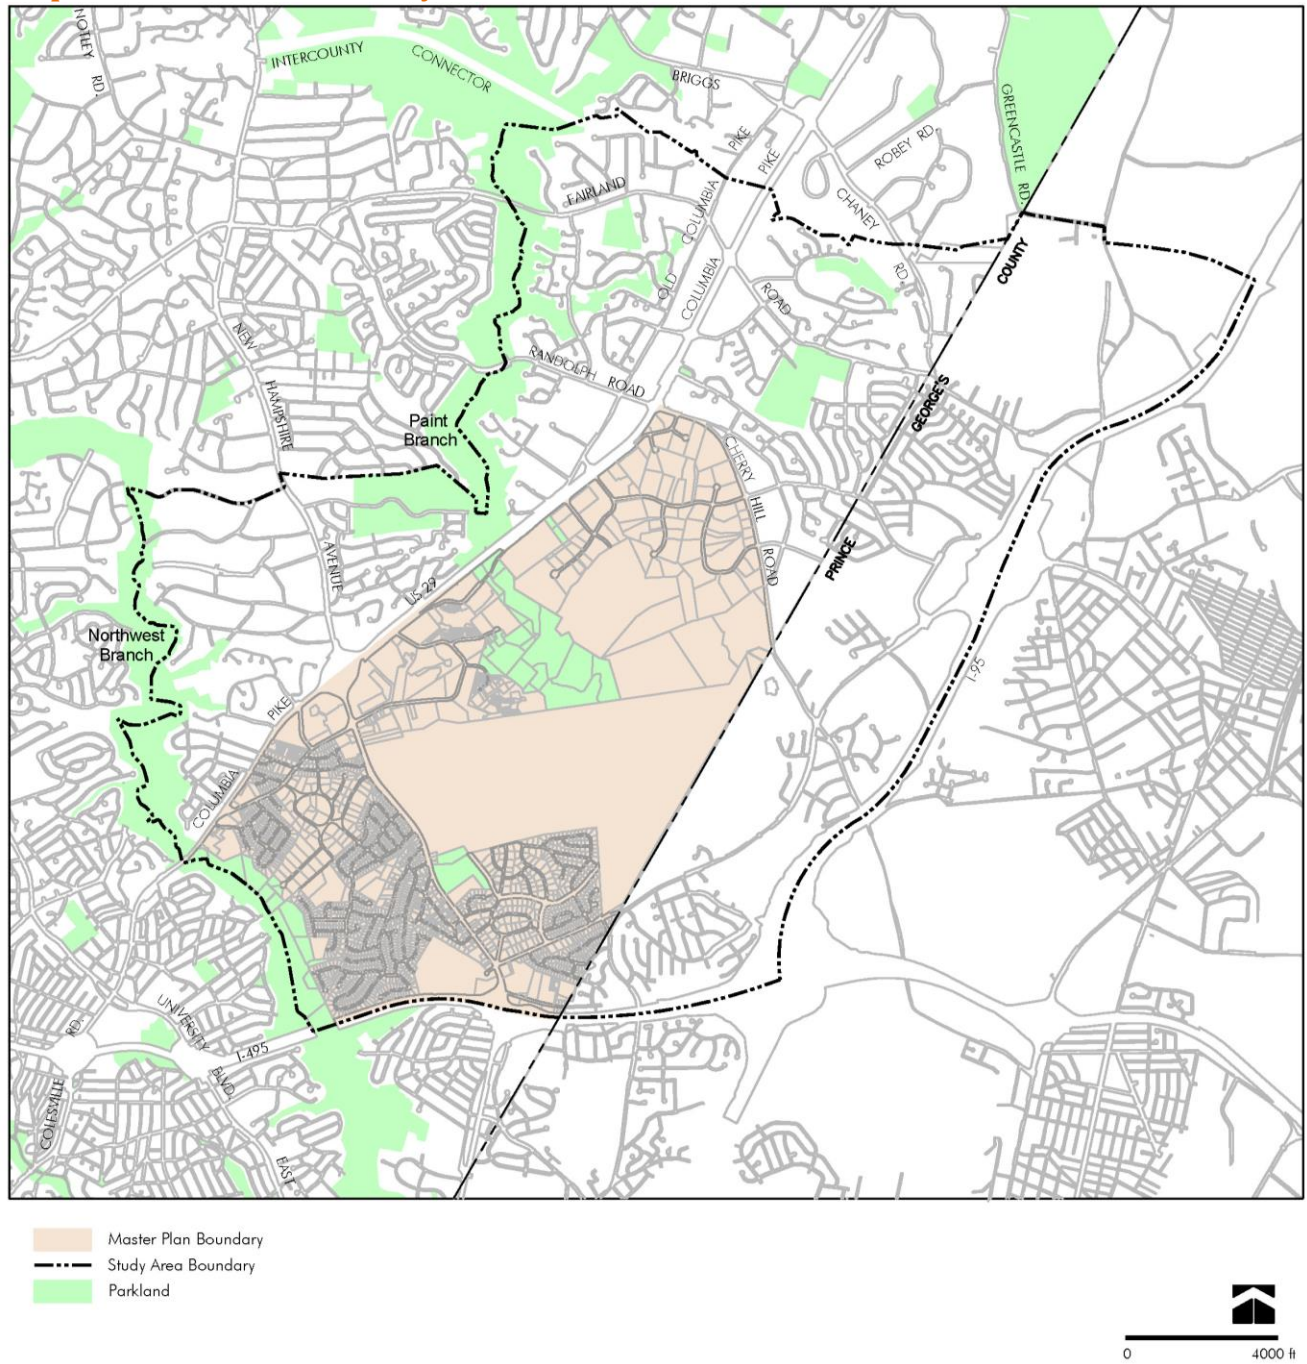 NOTLEY RD.
INTERCOUNTY CONNECTOR
BRIGGS
PIKE
PIKE
ROBEY RD.
GREENCASTLE RD.
FAIRLAND
CHANEY
RD.
OLD COLUMBIA
COLUMBIA
ROAD
COUNTY
NEW
HAMPSHIRE
RANDOLPH ROAD
GEORGE'S
Paint
Branch
CHERRY
HILL
ROAD
PRINCE
AVENUE
US 29
Northwest
Branch
I-95
PIKE
COLUMBIA
UNIVERSITY
BLVD.
EAST
I-495
RD.
COLESVILLE
Master Plan Boundary
Study Area Boundary
Parkland
0 4000 ft